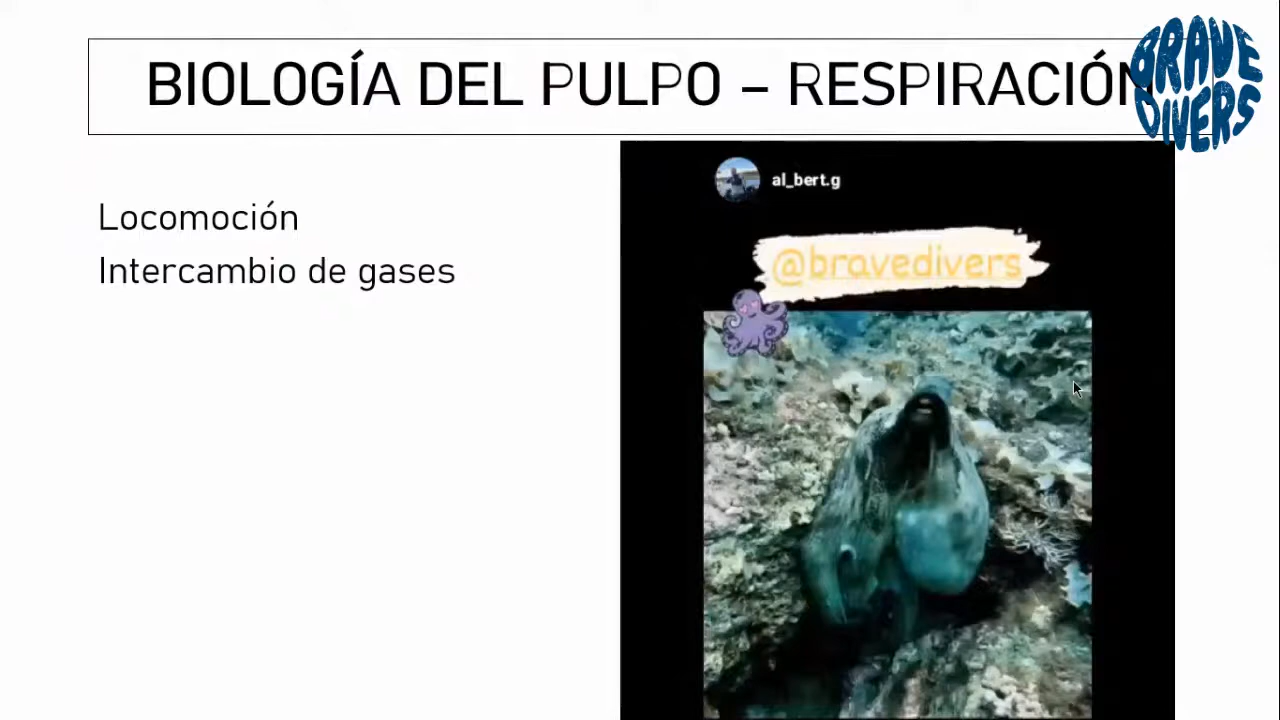 BIOLOGÍA DEL PULPO – RESPIRACIÓN
BRAVE
DIVERS
Locomoción
Intercambio de gases
al_bert.g
@bravedivers